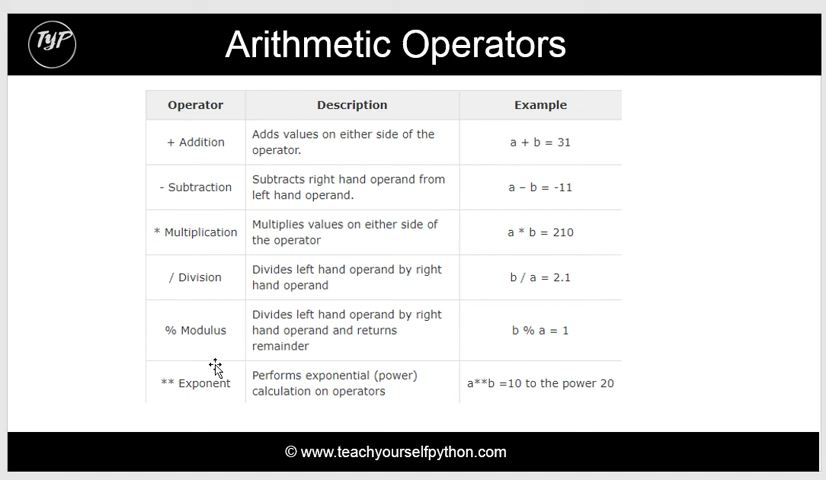 TYP
Arithmetic Operators
Operator Description Example
+ Addition
Adds values on either side of the
operator.
a + b = 31
- Subtraction
Subtracts right hand operand from
left hand operand.
a – b = -11
* Multiplication
Multiplies values on either side of
the operator
a * b = 210
/ Division
Divides left hand operand by right
hand operand
b / a = 2.1
% Modulus
Divides left hand operand by right
hand operand and returns
remainder
b % a = 1
** Exponent
Performs exponential (power)
calculation on operators
a**b =10 to the power 20
© www.teachyourselfpython.com